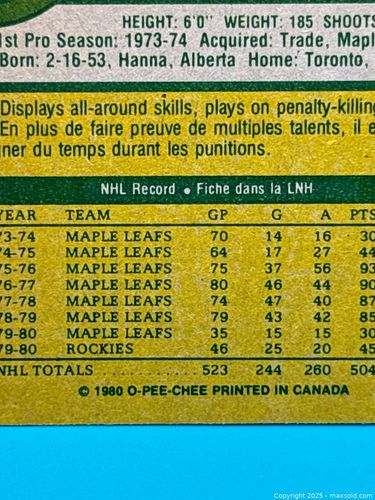 HEIGHT: 6'0" WEIGHT: 185 SHOOTS
1st Pro Season: 1973-74 Acquired: Trade, Mapl
Born: 2-16-53, Hanna, Alberta Home: Toronto,
Displays all-around skills, plays on penalty-killin
En plus de faire preuve de multiples talents, il e
ner du temps durant les punitions.
NHL Record • Fiche dans la LNH
YEAR TEAM GP G A PTS
73-74 MAPLE LEAFS 70 14 16 30
74-75 MAPLE LEAFS 64 17 27 44
75-76 MAPLE LEAFS 75 37 56 93
76-77 MAPLE LEAFS 80 46 44 90
77-78 MAPLE LEAFS 74 47 40 87
78-79 MAPLE LEAFS 79 43 42 85
79-80 MAPLE LEAFS 35 15 15 30
79-80 ROCKIES 46 25 20 45
NHL TOTALS . . . . . . . . . . . 523 244 260 504
© 1980 O-PEE-CHEE PRINTED IN CANADA
Copyright 2025 - maxsold.com